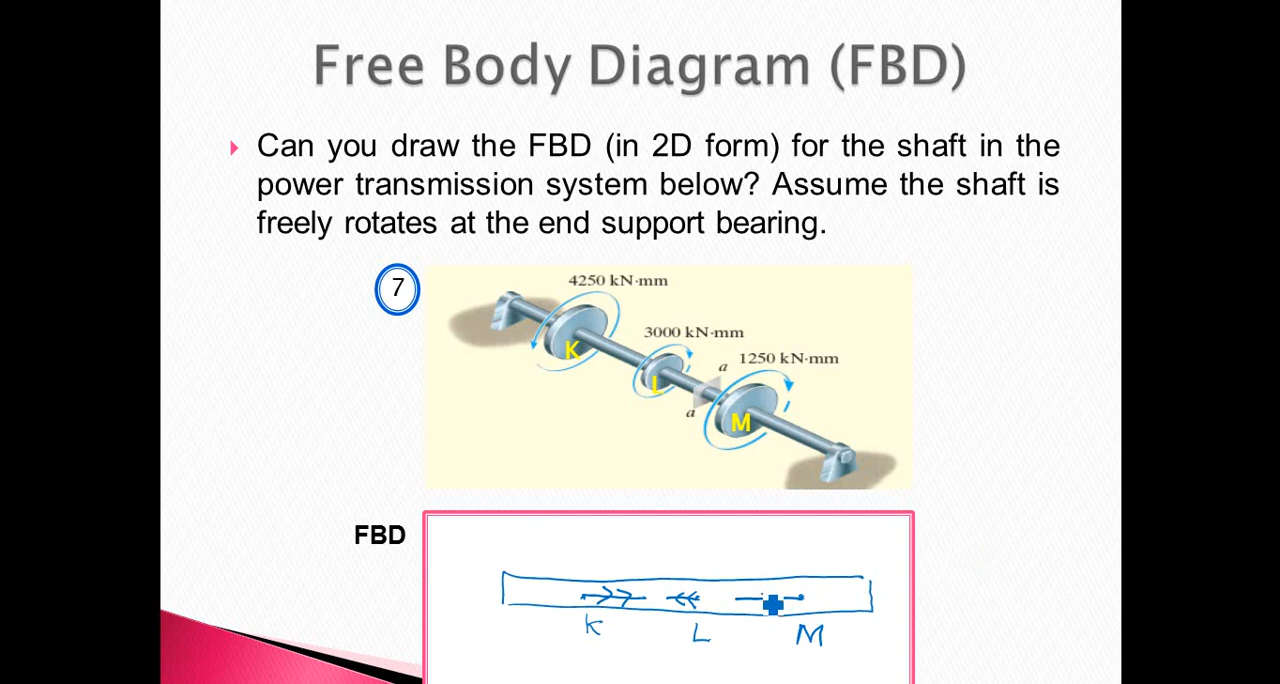 Free Body Diagram (FBD)
Can you draw the FBD (in 2D form) for the shaft in the
power transmission system below? Assume the shaft is
freely rotates at the end support bearing.
7
4250 kN·mm
3000 kN·mm
1250 kN·mm
a
a
K
L
M
FBD
K L M